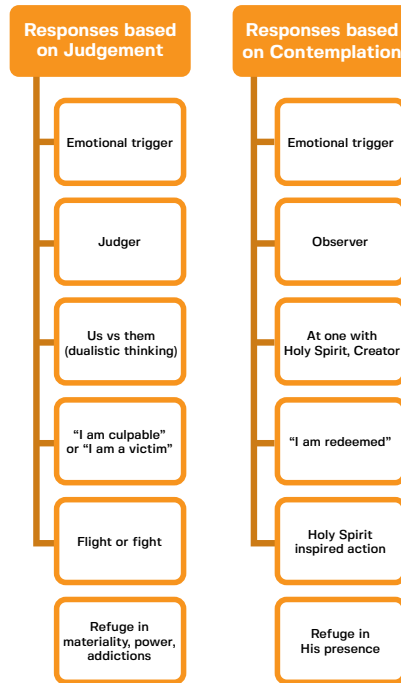 Responses based
on Judgement
Emotional trigger
Judger
Us vs them
(dualistic thinking)
“I am culpable”
or “I am a victim”
Flight or fight
Refuge in
materiality, power,
addictions
Responses based
on Contemplation
Emotional trigger
Observer
At one with
Holy Spirit, Creator
“I am redeemed”
Holy Spirit
inspired action
Refuge in
His presence